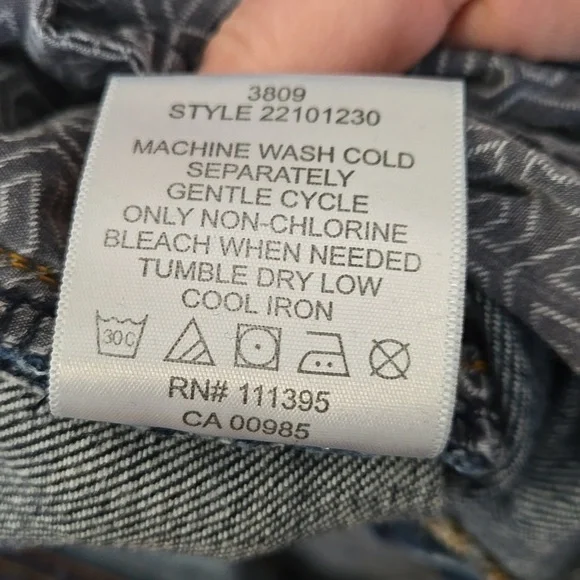 3809
STYLE 22101230
MACHINE WASH COLD
SEPARATELY
GENTLE CYCLE
ONLY NON-CHLORINE
BLEACH WHEN NEEDED
TUMBLE DRY LOW
COOL IRON
30C
RN# 111395
CA 00985